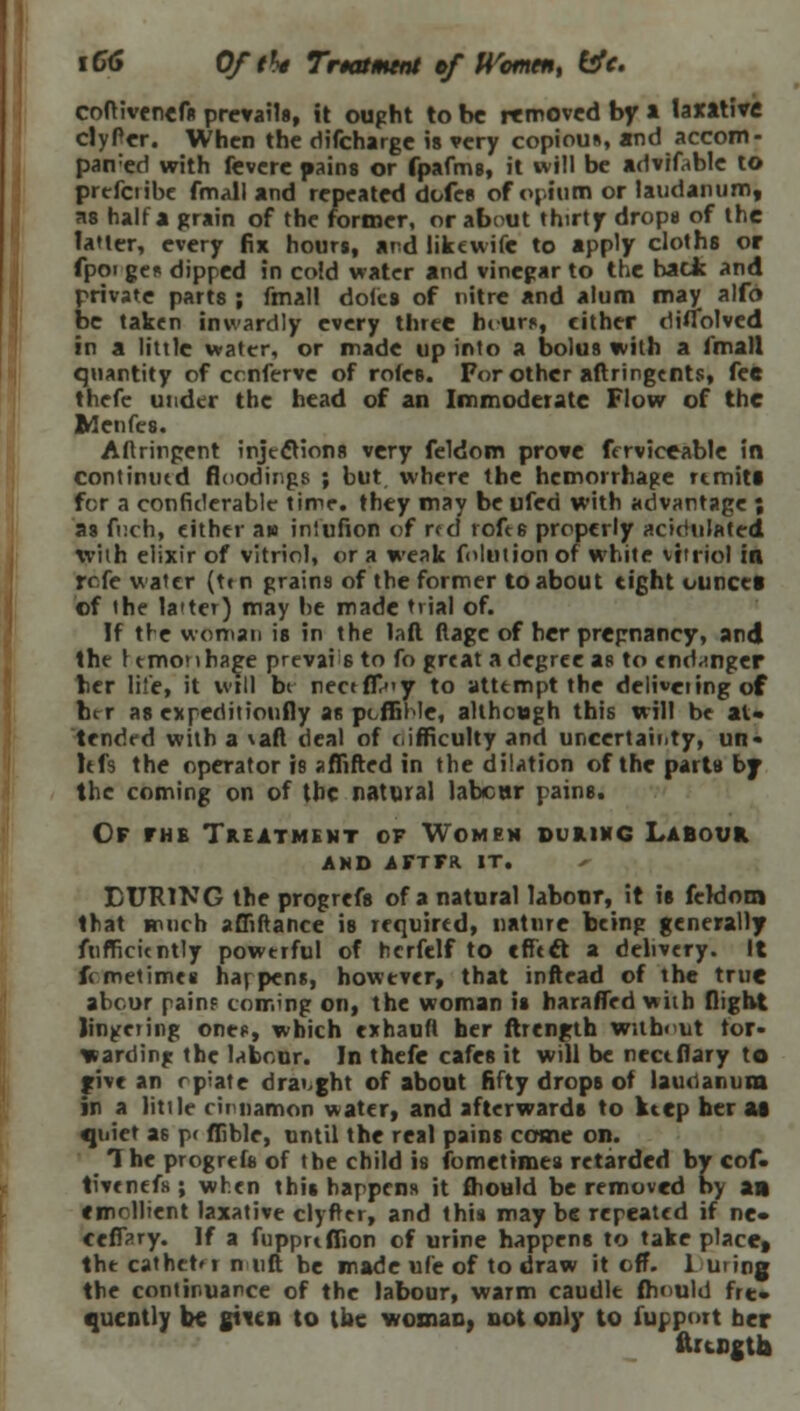 166 Of the Treatment of Women, &c.
coſtiveneſs prevails, it ought to be removed by a laxative
clyſter. When the diſcharge is very copious, and accom-
panied with ſevere pains or ſpaſms, it will be adviſable to
preſcribe ſmall and repeated doſes of opium or laudanum,
as half a grain of the former, or about thirty drops of the
latter, every ſix hours, and likewiſe to apply cloths or
ſponges dipped in cold water and vinegar to the back and
private parts ; ſmall doſes of nitre and alum may alſo
be taken inwardly every three hours, either diſſolved
in a little water, or made up into a bolus with a ſmall
quantity of conſerve of roſes. For other aſtringents, ſee
theſe under the head of an Immoderate Flow of the
Menſes.
Aſtringent injections very ſeldom prove ſerviceable in
continued floodings ; but where the hemorrhage remits
for a conſiderable time. they may be uſed with advantage ;
as ſuch, either an infuſion of red roſes properly acidulated
with elixir of vitriol, or a weak ſolution of white vitriol in
roſe water (ten grains of the former to about eight ounces
of the latter) may be made trial of.
If the woman is in the laſt ſtage of her pregnancy, and
the hemorrhage prevails to ſo great a degree as to endanger
her life, it will be neceſſary to attempt the delivering of
her as expeditiouſly as poſſible, although this will be at-
tended with a vaſt deal of difficulty and uncertainty, un-
leſs the operator is aſſiſted in the dilation of the parts by
the coming on of the natural labour pains.
Of the Treatment of Women during Labour
and after it.
DURING the progreſs of a natural labour, it is ſeldom
that much aſſiſtance is required, nature being generally
ſufficiently powerful of herſelf to effect a delivery. It
ſometimes happens, however, that inſtead of the true
abour pains coming on, the woman is haraſſed with ſlight
lingering ones, which exhauſt her ſtrength without for-
warding the labour. In theſe caſes it will be neceſſary to
give an opiate draught of about fifty drops of laudanum
in a little cinnamon water, and afterwards to keep her as
quiet as poſſible, until the real pains come on.
The progreſs of the child is ſometimes retarded by coſ-
tiveneſs ; when this happens it ſhould be removed by an
emollient laxative clyſter, and this may be repeated if ne-
ceſſary. If a ſuppreſſion of urine happens to take place,
the catheter muſt be made uſe of to draw it off. During
the continuance of the labour, warm caudle ſhould fre-
quently be given to the woman, not only to ſupport her
ſtrength